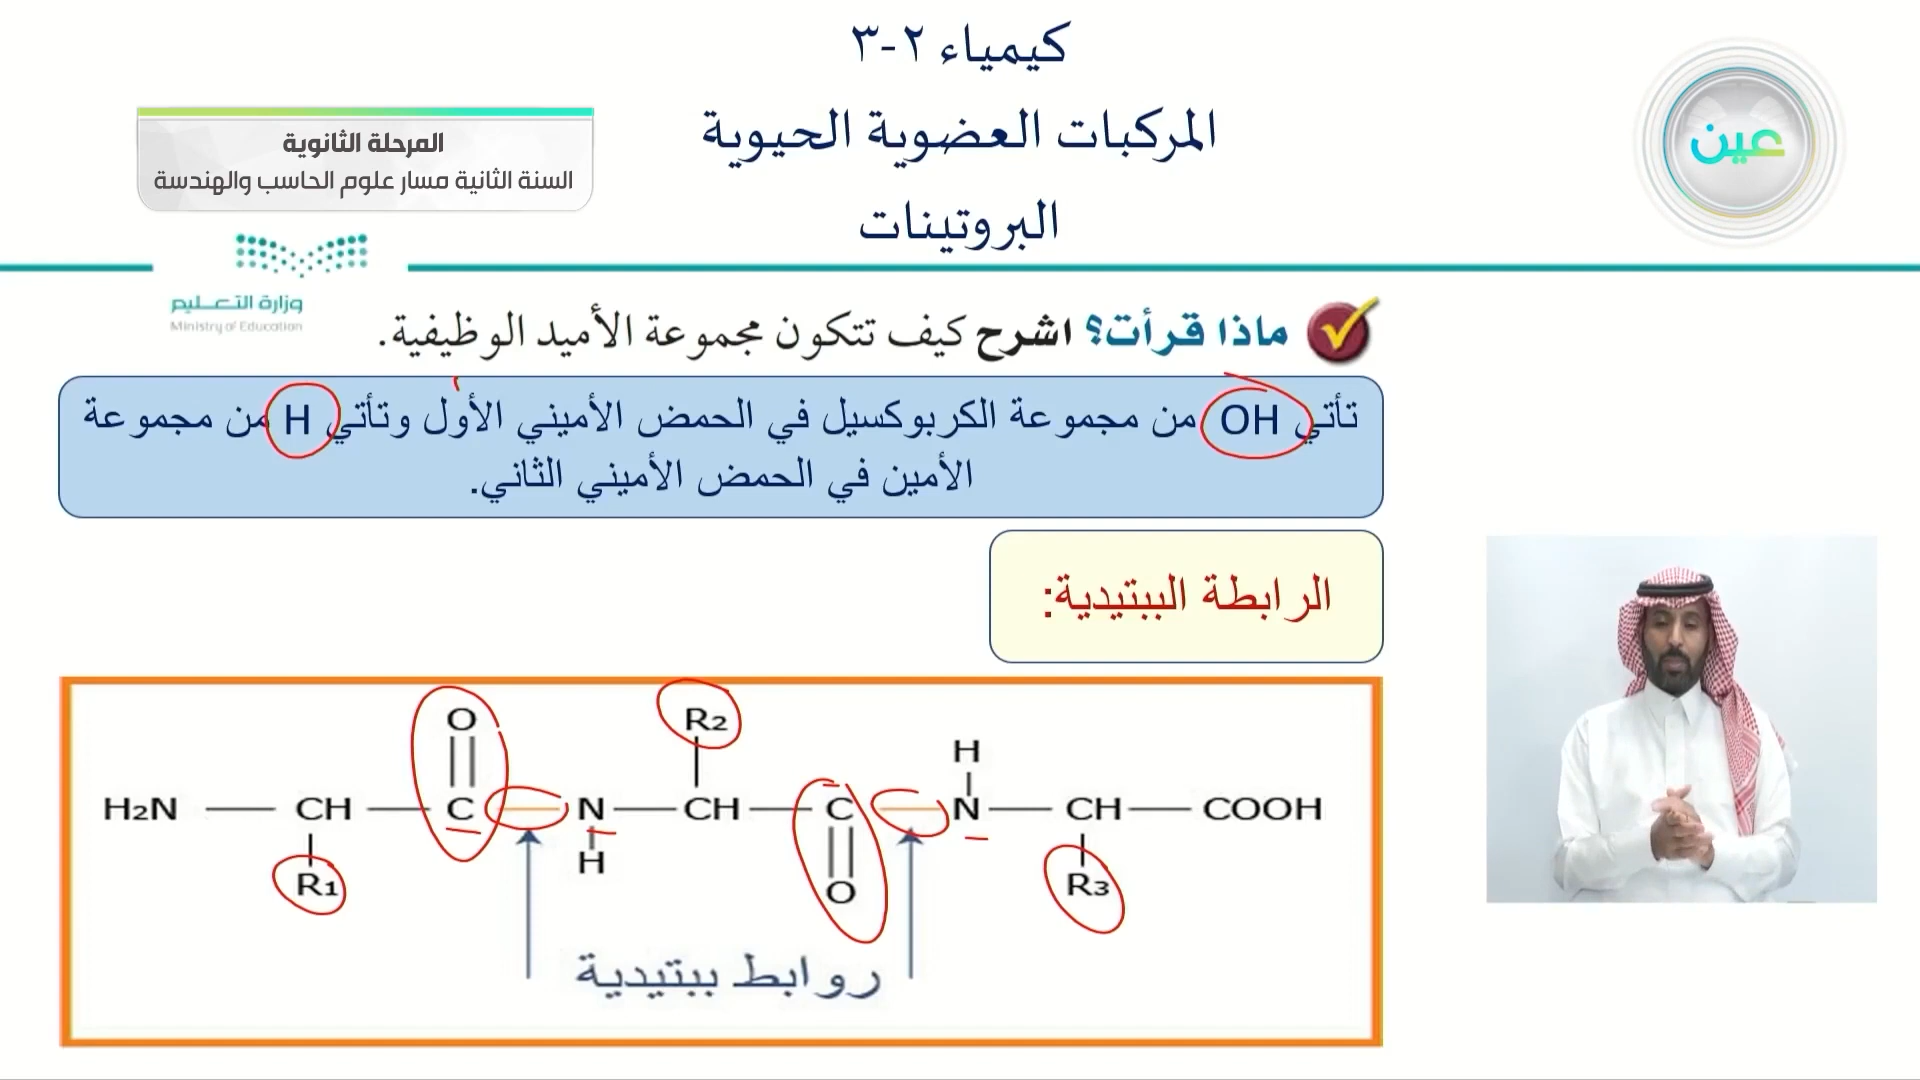 كيمياء ٢-٣
المركبات العضوية الحيوية
البروتينات
عين
المرحلة الثانوية
السنة الثانية مسار علوم الحاسب والهندسة
وزارة التعليم
Ministry of Education
ماذا قرأت؟ اشرح كيف تتكون مجموعة الأميد الوظيفية.
تأتي OH من مجموعة الكربوكسيل في الحمض الأميني الأول وتأتي H من مجموعة
الأمين في الحمض الأميني الثاني.
الرابطة الببتيدية:
O R2 H
H2N CH C N CH C N CH COOH
R1 H O R3
روابط ببتيدية